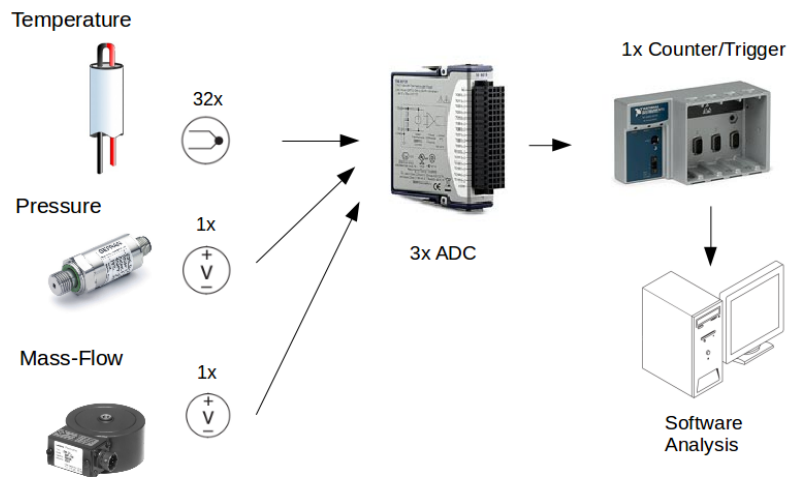 Temperature
32x
1x Counter/Trigger
Pressure
1x
+
V
−
3x ADC
Mass-Flow
1x
+
V
−
Software
Analysis